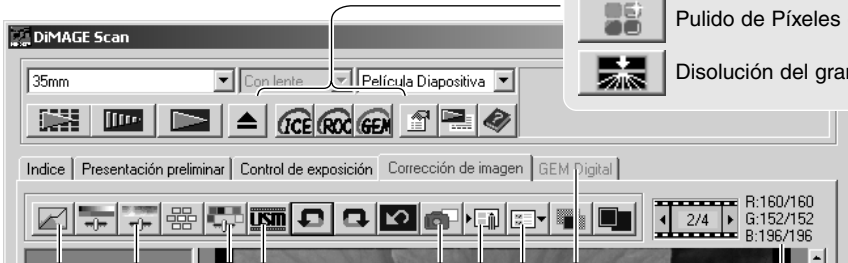 Pulido de Píxeles
Disolución del gra
DiMAGE Scan
35mm Con lente Película Diapositiva
ICE ROC GEM
Indice Presentación preliminar Control de exposición Corrección de imagen GEM Digital
USM 2/4 R:160/160
G:152/152
B:196/196